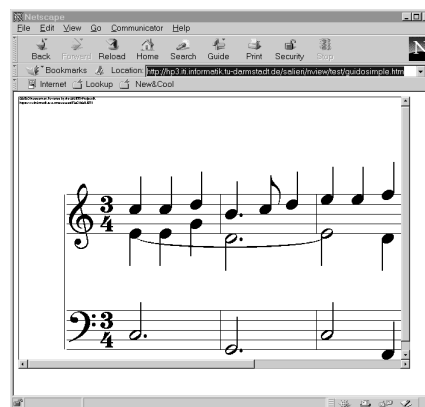 Netscape
File Edit View Go Communicator Help
Back Forward Reload Home Search Guide Print Security Stop N
Bookmarks Location: http://hp3.iti.informatik.tu-darmstadt.de/salieri/nview/test/guidosimple.htm
Internet Lookup New&Cool
3
4
3
4